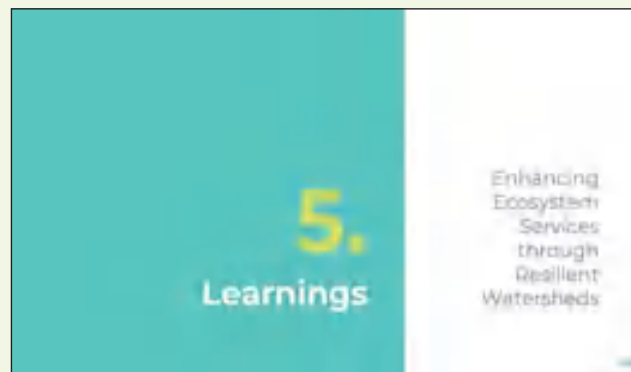 5.
Learnings
Enhancing
Ecosystem
Services
through
Resilient
Watersheds